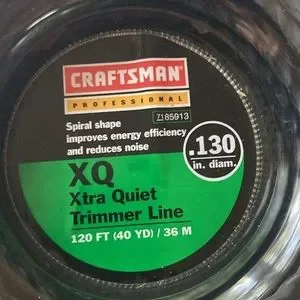 CRAFTSMAN
PROFESSIONAL
Z185913
Spiral shape
improves energy efficiency
and reduces noise
.130
in. diam.
XQ
Xtra Quiet
Trimmer Line
120 FT (40 YD) / 36 M